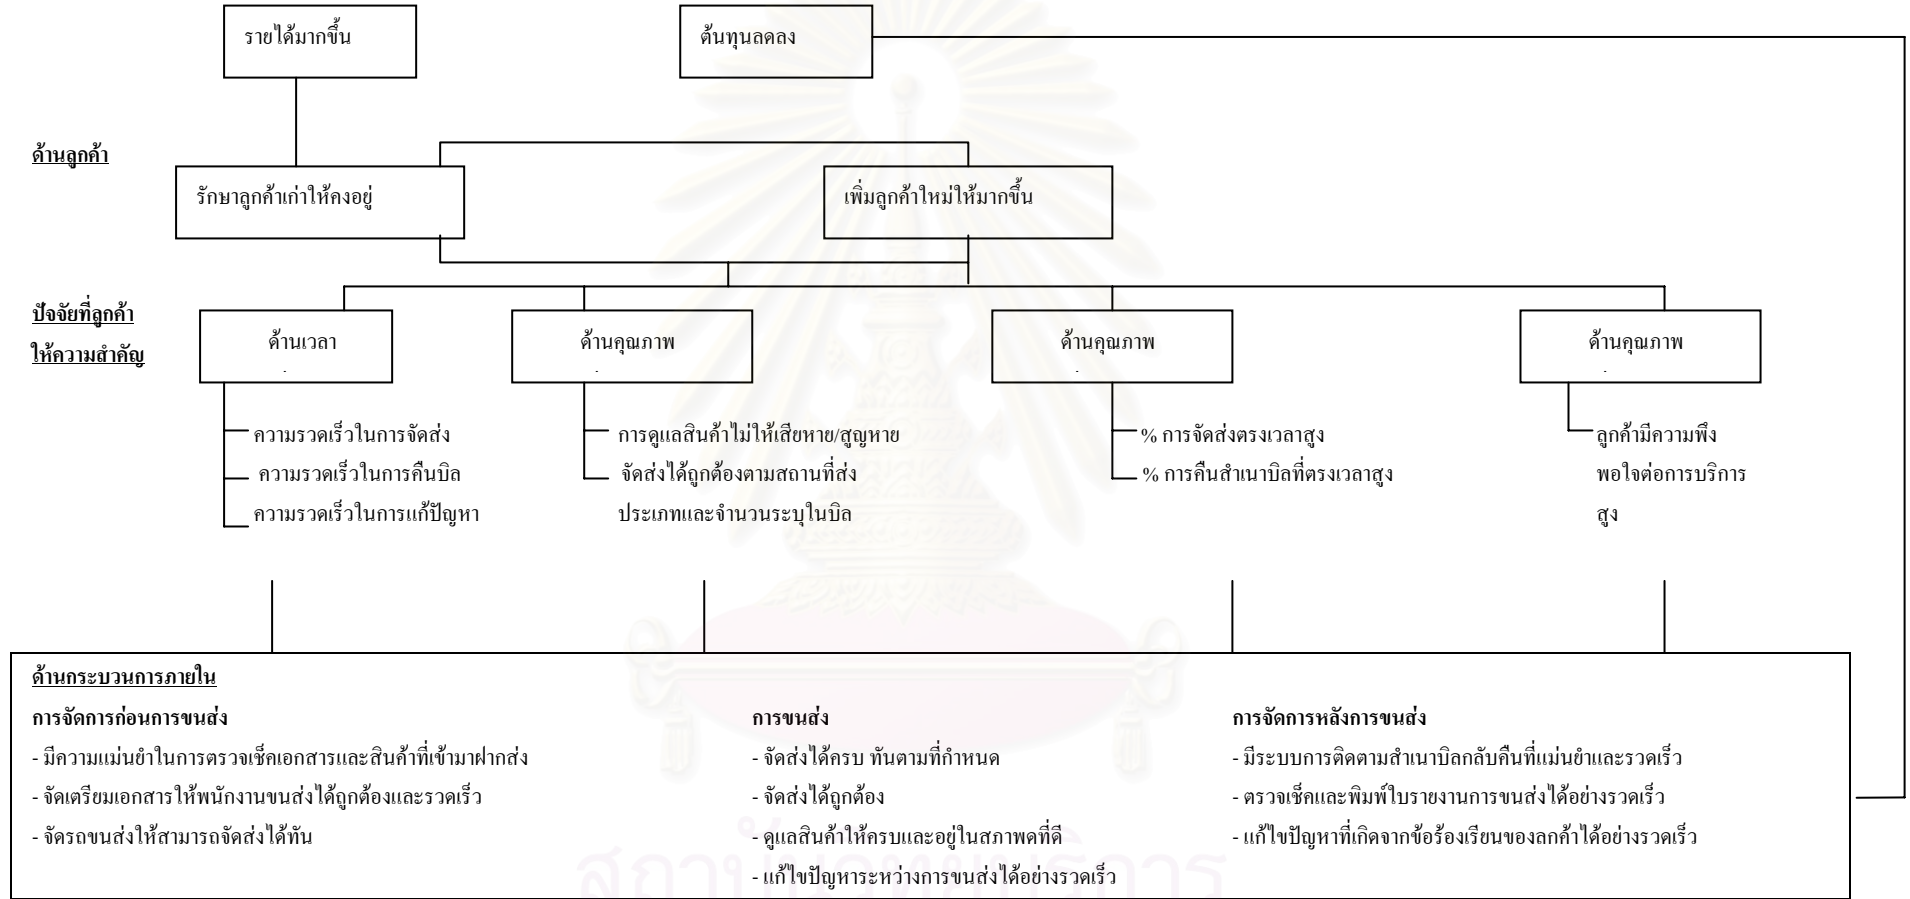 รายได้มากขึ้น
ต้นทุนลดลง
ด้านลูกค้า
รักษาลูกค้าเก่าให้คงอยู่
เพิ่มลูกค้าใหม่ให้มากขึ้น
ปัจจัยที่ลูกค้า
ให้ความสำคัญ
ด้านเวลา
ด้านคุณภาพ
ด้านคุณภาพ
ด้านคุณภาพ
ความรวดเร็วในการจัดส่ง
ความรวดเร็วในการคืนบิล
ความรวดเร็วในการแก้ปัญหา
การดูแลสินค้าไม่ให้เสียหาย/สูญหาย
จัดส่งได้ถูกต้องตามสถานที่ส่ง
ประเภทและจำนวนระบุในบิล
% การจัดส่งตรงเวลาสูง
% การคืนสำเนาบิลที่ตรงเวลาสูง
ลูกค้ามีความพึง
พอใจต่อการบริการ
สูง
ด้านกระบวนการภายใน
การจัดการก่อนการขนส่ง
- มีความแม่นยำในการตรวจเช็คเอกสารและสินค้าที่เข้ามาฝากส่ง
- จัดเตรียมเอกสารให้พนักงานขนส่งได้ถูกต้องและรวดเร็ว
- จัดรถขนส่งให้สามารถจัดส่งได้ทัน
การขนส่ง
- จัดส่งได้ครบ ทันตามที่กำหนด
- จัดส่งได้ถูกต้อง
- ดูแลสินค้าให้ครบและอยู่ในสภาพดที่ดี
- แก้ไขปัญหาระหว่างการขนส่งได้อย่างรวดเร็ว
การจัดการหลังการขนส่ง
- มีระบบการติดตามสำเนาบิลกลับคืนที่แม่นยำและรวดเร็ว
- ตรวจเช็คและพิมพ์ใบรายงานการขนส่งได้อย่างรวดเร็ว
- แก้ไขปัญหาที่เกิดจากข้อร้องเรียนของลกค้าได้อย่างรวดเร็ว
สถาบันวิทยบริการ